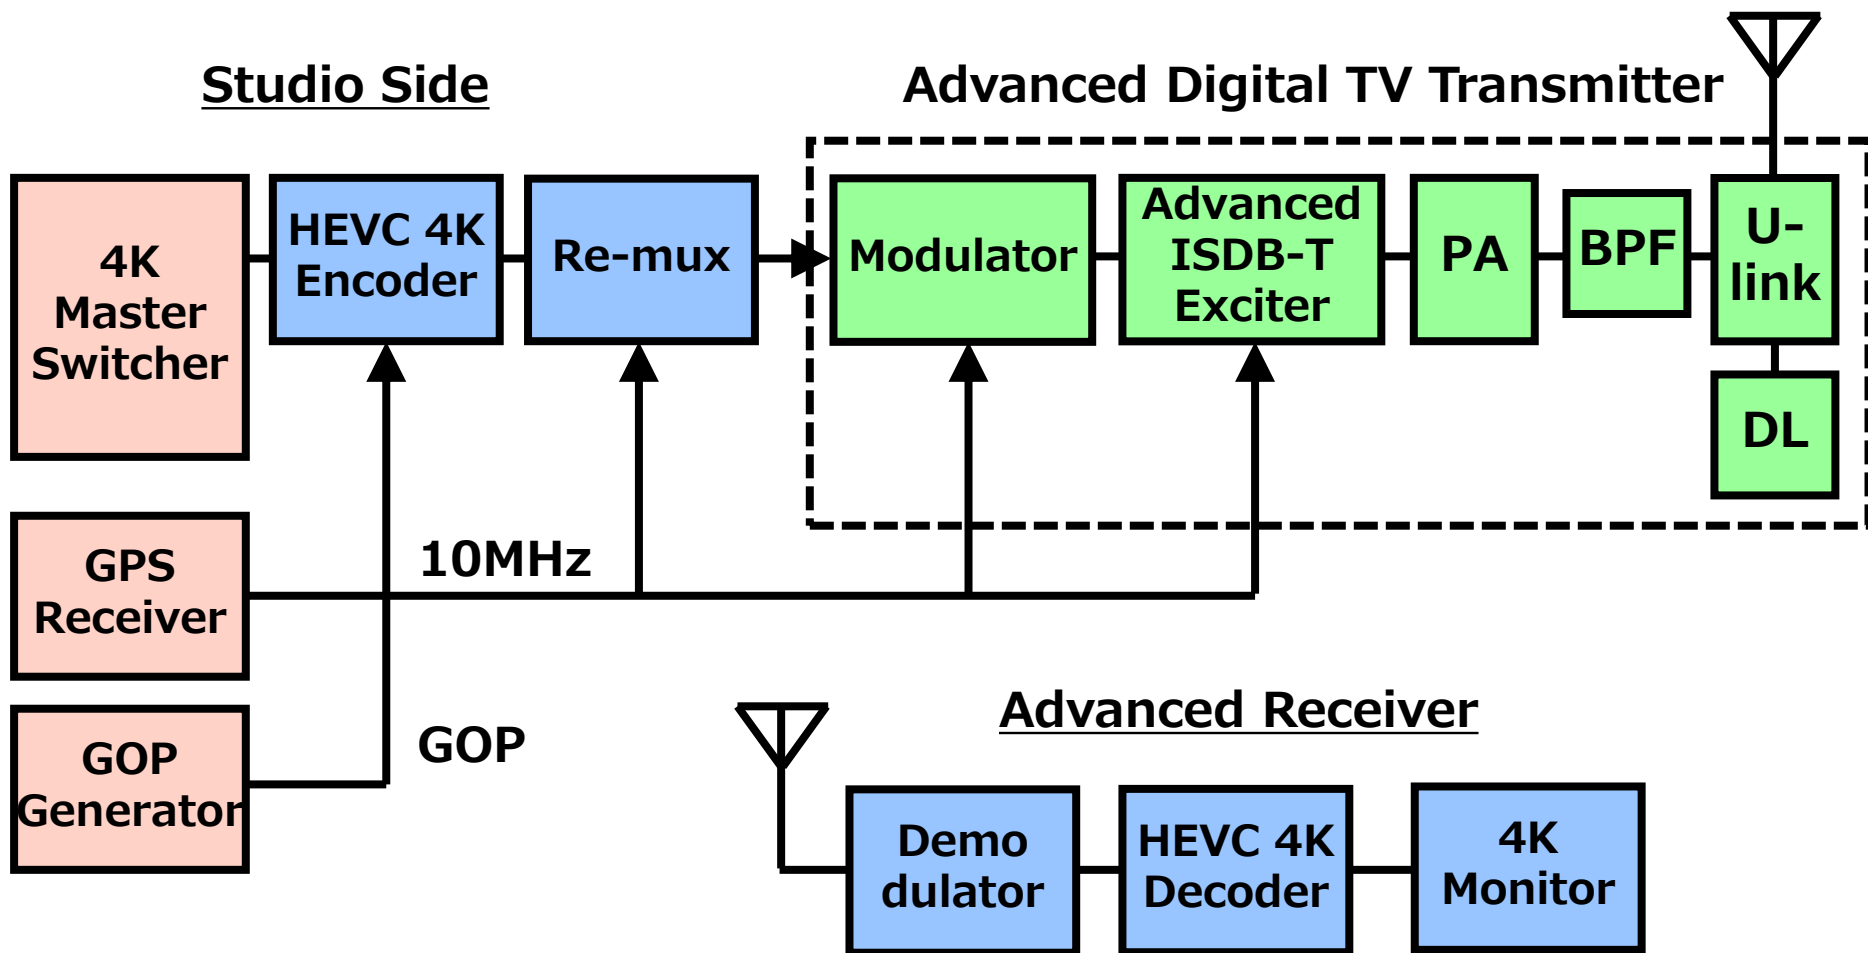 Studio Side
Advanced Digital TV Transmitter
4K
Master
Switcher
HEVC 4K
Encoder
Re-mux
Modulator
Advanced
ISDB-T
Exciter
PA
BPF
U-
link
DL
GPS
Receiver
10MHz
GOP
Generator
GOP
Advanced Receiver
Demo
dulator
HEVC 4K
Decoder
4K
Monitor